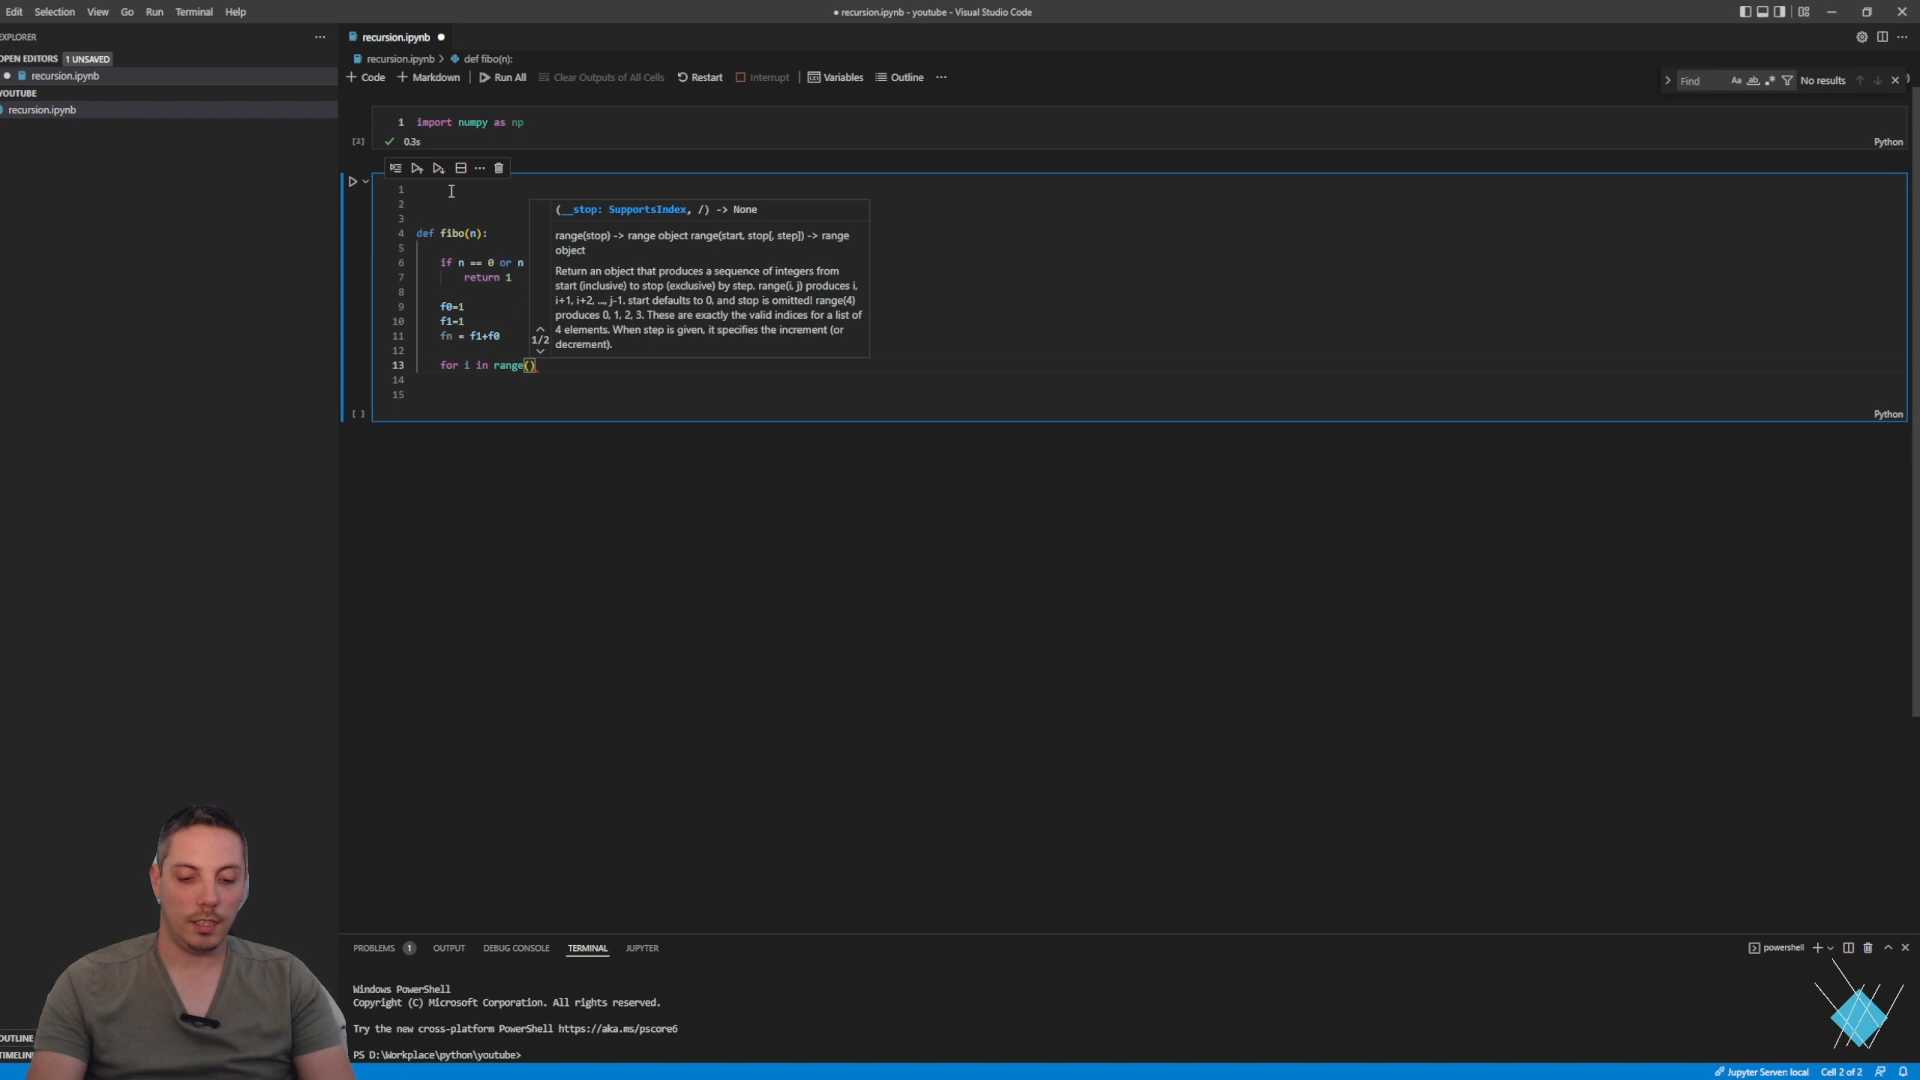 Edit Selection View Go Run Terminal Help
recursion.ipynb - youtube - Visual Studio Code
EXPLORER
OPEN EDITORS 1 UNSAVED
recursion.ipynb
YOUTUBE
recursion.ipynb
recursion.ipynb
recursion.ipynb > def fibo(n):
+ Code + Markdown Run All Clear Outputs of All Cells Restart Interrupt Variables Outline ...
Find Aa ab No results
1 import numpy as np
[2] 0.3s
Python
1
2
3
4 def fibo(n):
5
6 if n == 0 or n
7 return 1
8
9 f0=1
10 f1=1
11 fn = f1+f0
12
13 for i in range()
14
15
[ ]
Python
(__stop: SupportsIndex, /) -> None
range(stop) -> range object range(start, stop[, step]) -> range
object
Return an object that produces a sequence of integers from
start (inclusive) to stop (exclusive) by step. range(i, j) produces i,
i+1, i+2, ..., j-1. start defaults to 0, and stop is omitted! range(4)
produces 0, 1, 2, 3. These are exactly the valid indices for a list of
4 elements. When step is given, it specifies the increment (or
decrement).
1/2
PROBLEMS 1 OUTPUT DEBUG CONSOLE TERMINAL JUPYTER
powershell
Windows PowerShell
Copyright (C) Microsoft Corporation. All rights reserved.
Try the new cross-platform PowerShell https://aka.ms/pscore6
PS D:\Workplace\python\youtube>
OUTLINE
TIMELIN
Jupyter Server: local Cell 2 of 2